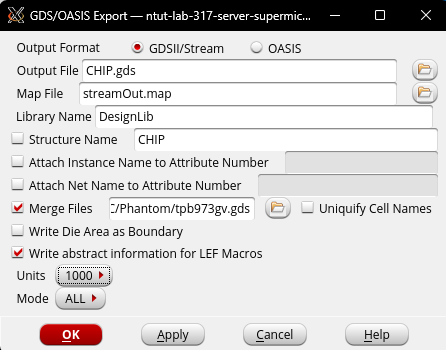 GDS/OASIS Export — ntut-lab-317-server-supermic...
Output Format GDSII/Stream OASIS
Output File CHIP.gds
Map File streamOut.map
Library Name DesignLib
Structure Name CHIP
Attach Instance Name to Attribute Number
Attach Net Name to Attribute Number
Merge Files C/Phantom/tpb973gv.gds Uniquify Cell Names
Write Die Area as Boundary
Write abstract information for LEF Macros
Units 1000
Mode ALL
OK Apply Cancel Help